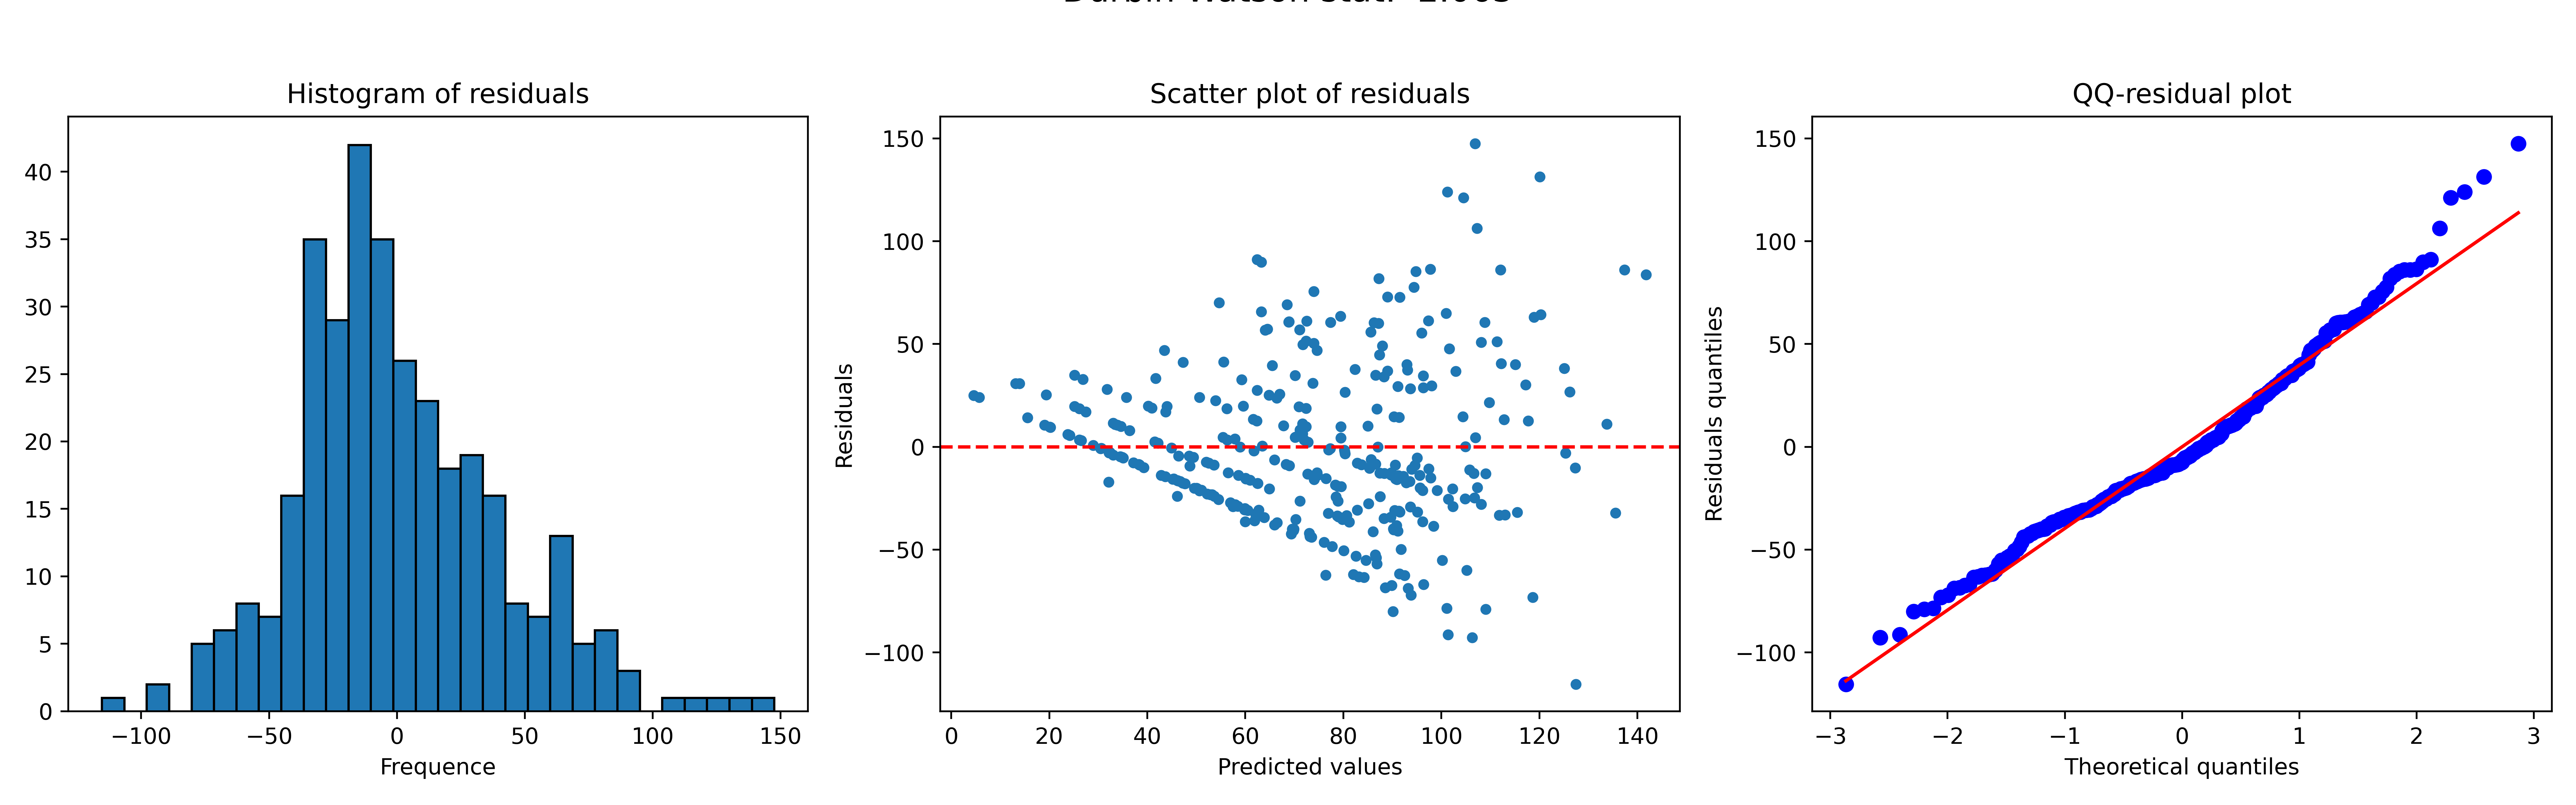 Histogram of residuals
40
35
30
25
20
15
10
5
0
−100 −50 0 50 100 150
Frequence
Scatter plot of residuals
Residuals
150
100
50
0
−50
−100
0 20 40 60 80 100 120 140
Predicted values
QQ-residual plot
Residuals quantiles
150
100
50
0
−50
−100
−3 −2 −1 0 1 2 3
Theoretical quantiles